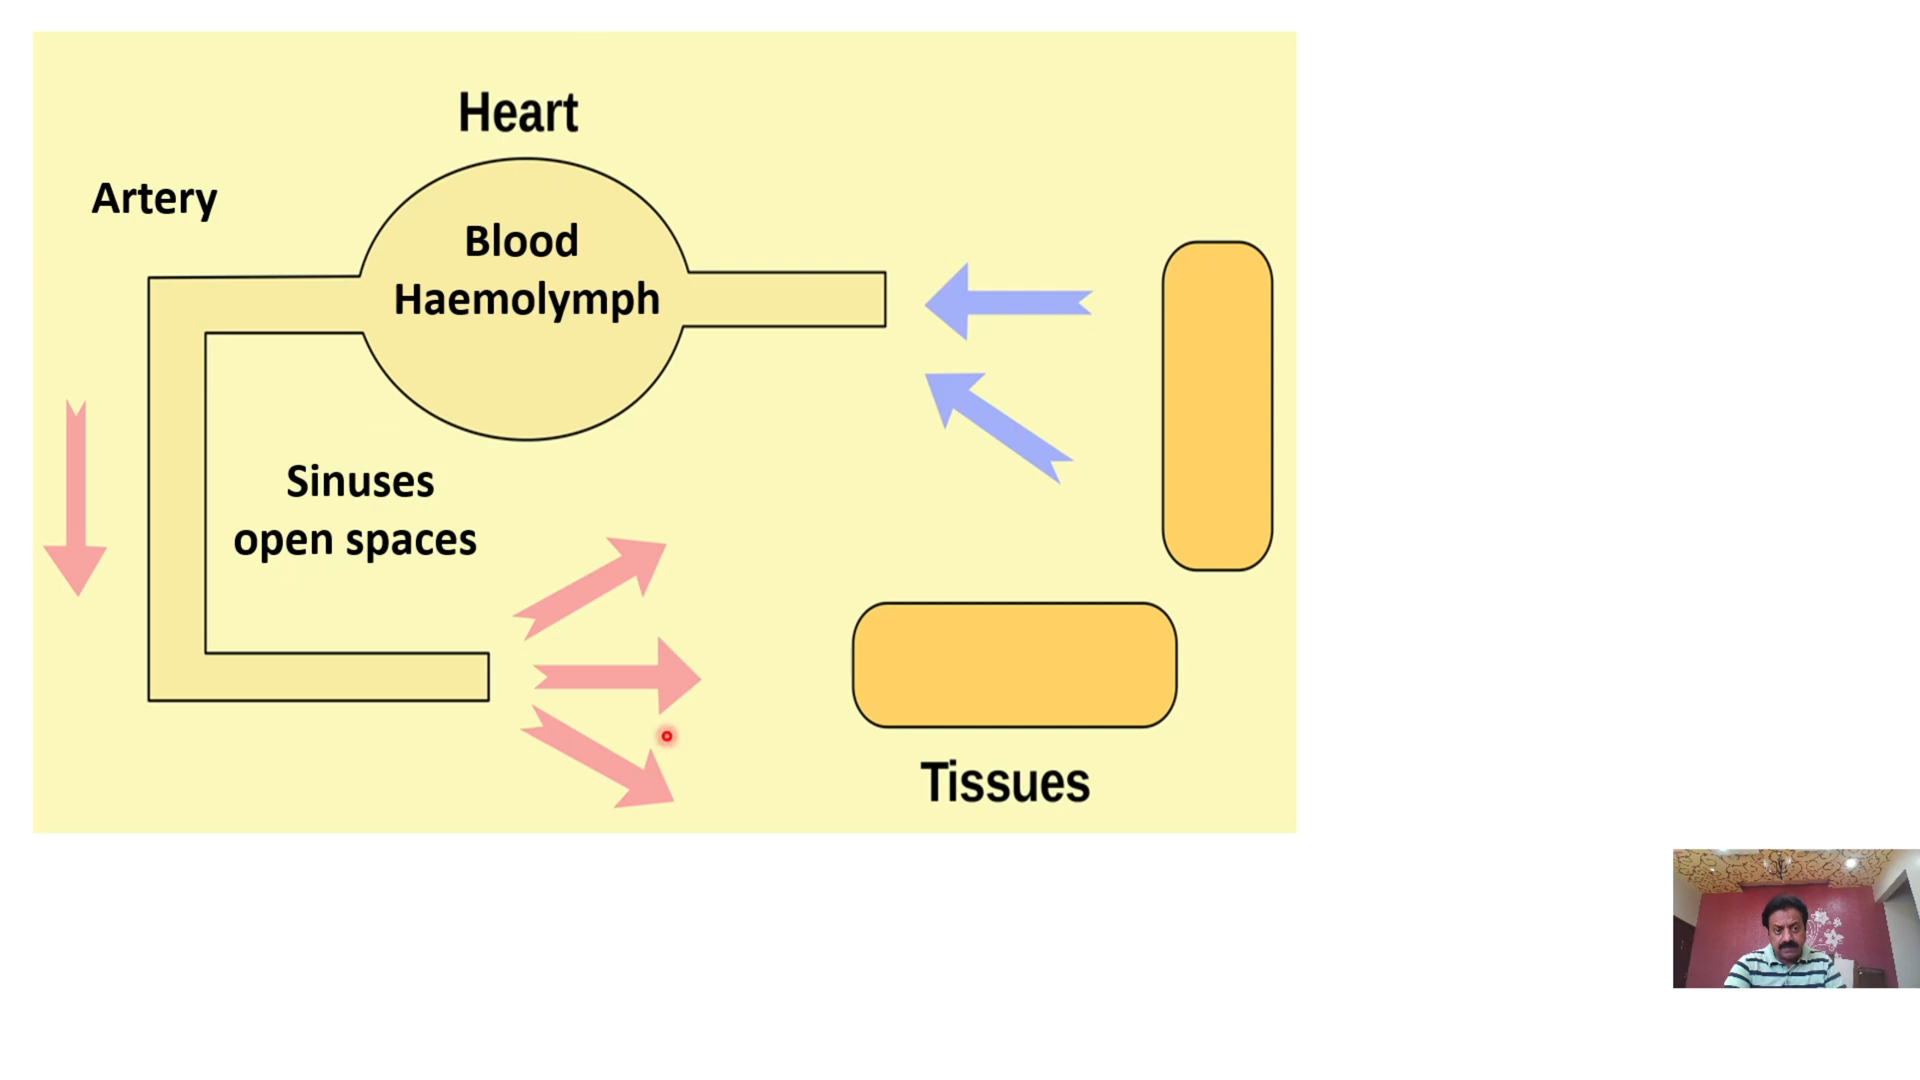 Heart
Artery
Blood
Haemolymph
Sinuses
open spaces
Tissues